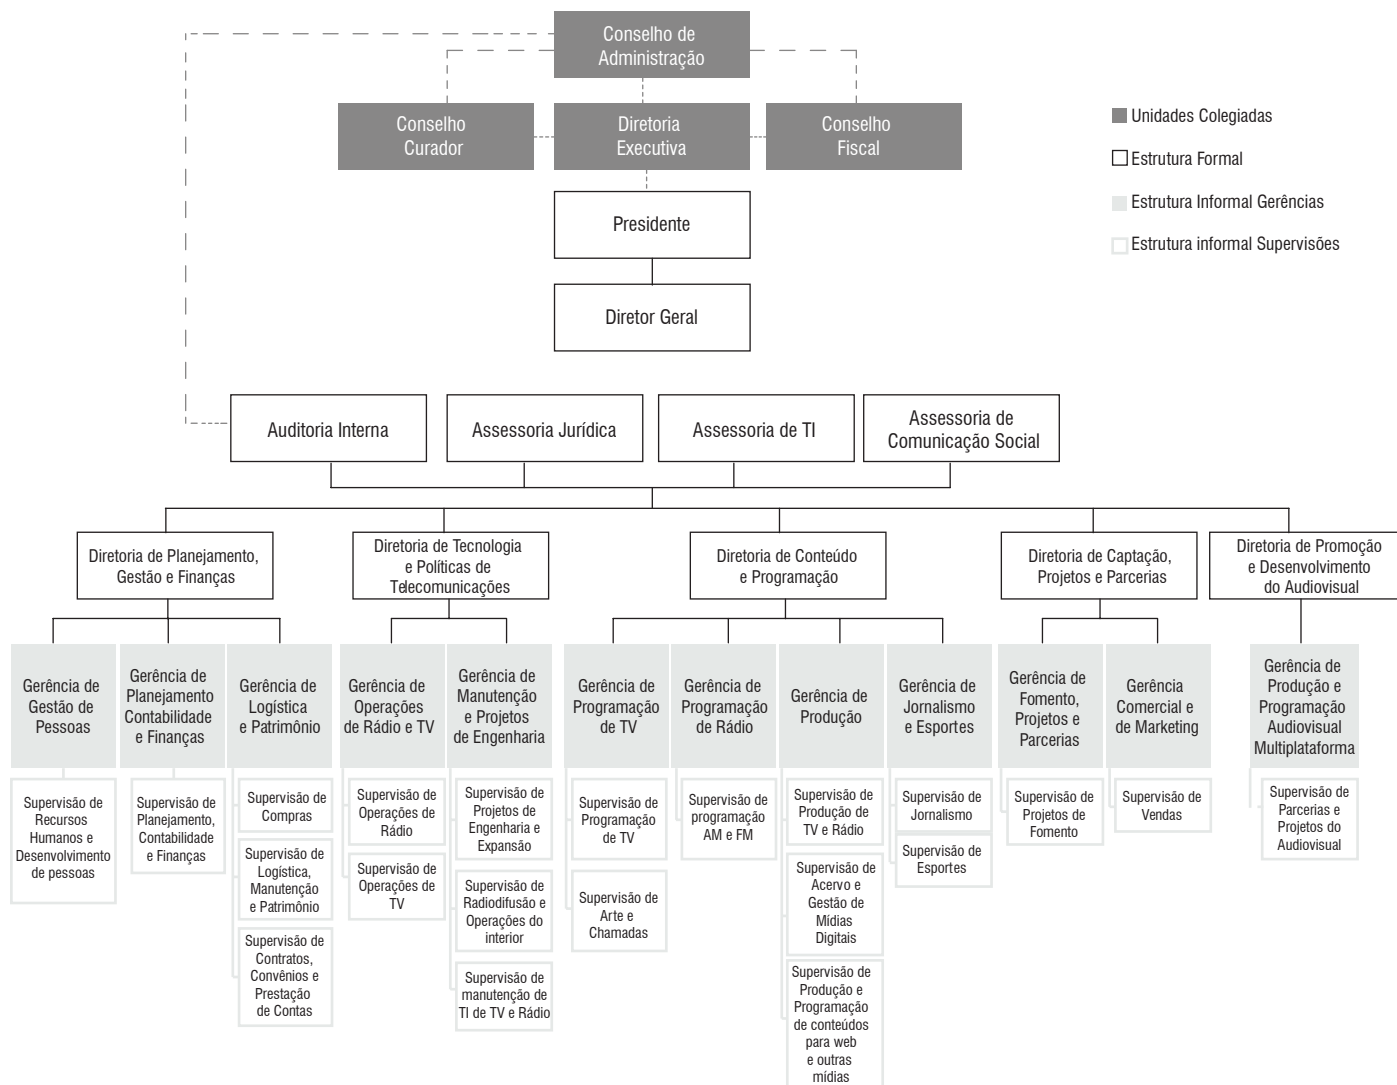 Conselho de
Administração
Conselho
Curador
Diretoria
Executiva
Conselho
Fiscal
Unidades Colegiadas
Estrutura Formal
Estrutura Informal Gerências
Estrutura informal Supervisões
Presidente
Diretor Geral
Auditoria Interna
Assessoria Jurídica
Assessoria de TI
Assessoria de
Comunicação Social
Diretoria de Planejamento,
Gestão e Finanças
Diretoria de Tecnologia
e Políticas de
Telecomunicações
Diretoria de Conteúdo
e Programação
Diretoria de Captação,
Projetos e Parcerias
Diretoria de Promoção
e Desenvolvimento
do Audiovisual
Gerência de
Gestão de
Pessoas
Gerência de
Planejamento
Contabilidade
e Finanças
Gerência de
Logística
e Patrimônio
Gerência de
Operações
de Rádio e TV
Gerência de
Manutenção
e Projetos
de Engenharia
Gerência de
Programação
de TV
Gerência de
Programação
de Rádio
Gerência de
Produção
Gerência de
Jornalismo
e Esportes
Gerência de
Fomento,
Projetos e
Parcerias
Gerência
Comercial e
de Marketing
Gerência de
Produção e
Programação
Audiovisual
Multiplataforma
Supervisão de
Recursos
Humanos e
Desenvolvimento
de pessoas
Supervisão de
Planejamento,
Contabilidade
e Finanças
Supervisão de
Compras
Supervisão de
Logística,
Manutenção
e Patrimônio
Supervisão de
Contratos,
Convênios e
Prestação
de Contas
Supervisão de
Operações de
Rádio
Supervisão de
Operações de
TV
Supervisão de
Projetos de
Engenharia e
Expansão
Supervisão de
Radiodifusão e
Operações do
interior
Supervisão de
manutenção de
TI de TV e Rádio
Supervisão de
Programação
de TV
Supervisão de
Arte e
Chamadas
Supervisão de
programação
AM e FM
Supervisão de
Produção de
TV e Rádio
Supervisão de
Acervo e
Gestão de
Mídias
Digitais
Supervisão de
Produção e
Programação
de conteúdos
para web
e outras
mídias
Supervisão de
Jornalismo
Supervisão de
Esportes
Supervisão de
Projetos de
Fomento
Supervisão de
Vendas
Supervisão de
Parcerias e
Projetos do
Audiovisual